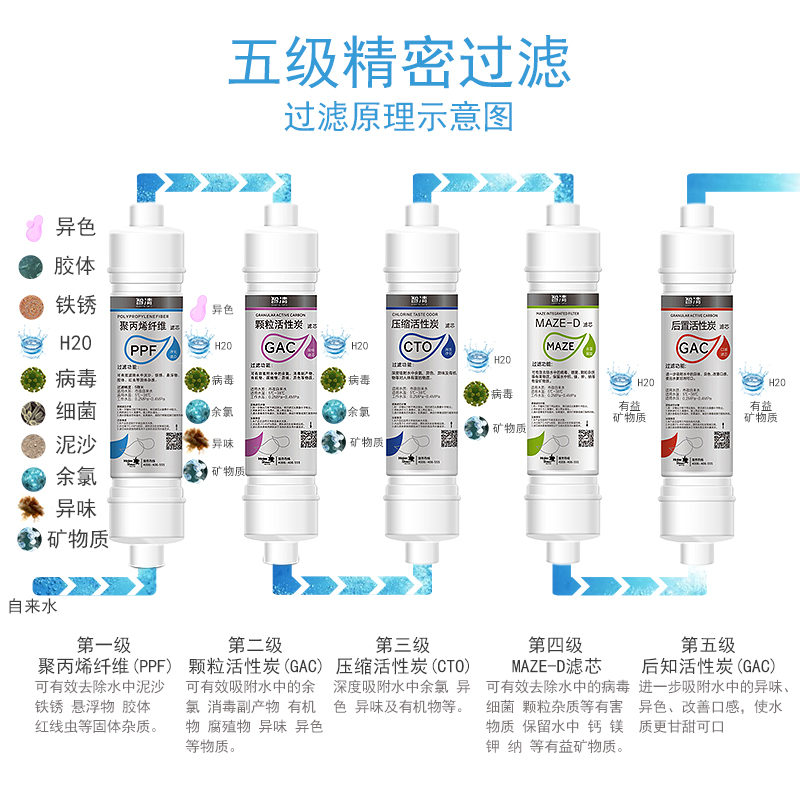 五级精密过滤
过滤原理示意图
异色
胶体
铁锈
H20
病毒
细菌
泥沙
余氯
异味
矿物质
自来水
智清
POLYPROPYLENE FIBER
聚丙烯纤维 滤芯
PPF
过滤功能:
异色
H20
病毒
余氯
异味
矿物质
智清
GRANULAR ACTIVE CARBON
颗粒活性炭 滤芯
GAC
过滤功能:
H20
病毒
余氯
矿物质
智清
CHLORINE TASTE ODOR
压缩活性炭 滤芯
CTO
过滤功能:
H20
病毒
矿物质
智清
MAZE INTEGRATED FILTER
MAZE-D 滤芯
MAZE
过滤功能:
H20
有益
矿物质
智清
GRANULAR ACTIVE CARBON
后置活性炭 滤芯
GAC
过滤功能:
H20
有益
矿物质
第一级
聚丙烯纤维(PPF)
可有效去除水中泥沙
铁锈 悬浮物 胶体
红线虫等固体杂质。
第二级
颗粒活性炭(GAC)
可有效吸附水中的余
氯 消毒副产物 有机
物 腐殖物 异味 异色
等物质。
第三级
压缩活性炭(CTO)
深度吸附水中余氯 异
色 异味及有机物等。
第四级
MAZE-D滤芯
可有效去除水中的病毒
细菌 颗粒杂质等有害
物质 保留水中 钙 镁
钾 纳 等有益矿物质。
第五级
后知活性炭(GAC)
进一步吸附水中的异味、
异色、改善口感，使水
质更甘甜可口